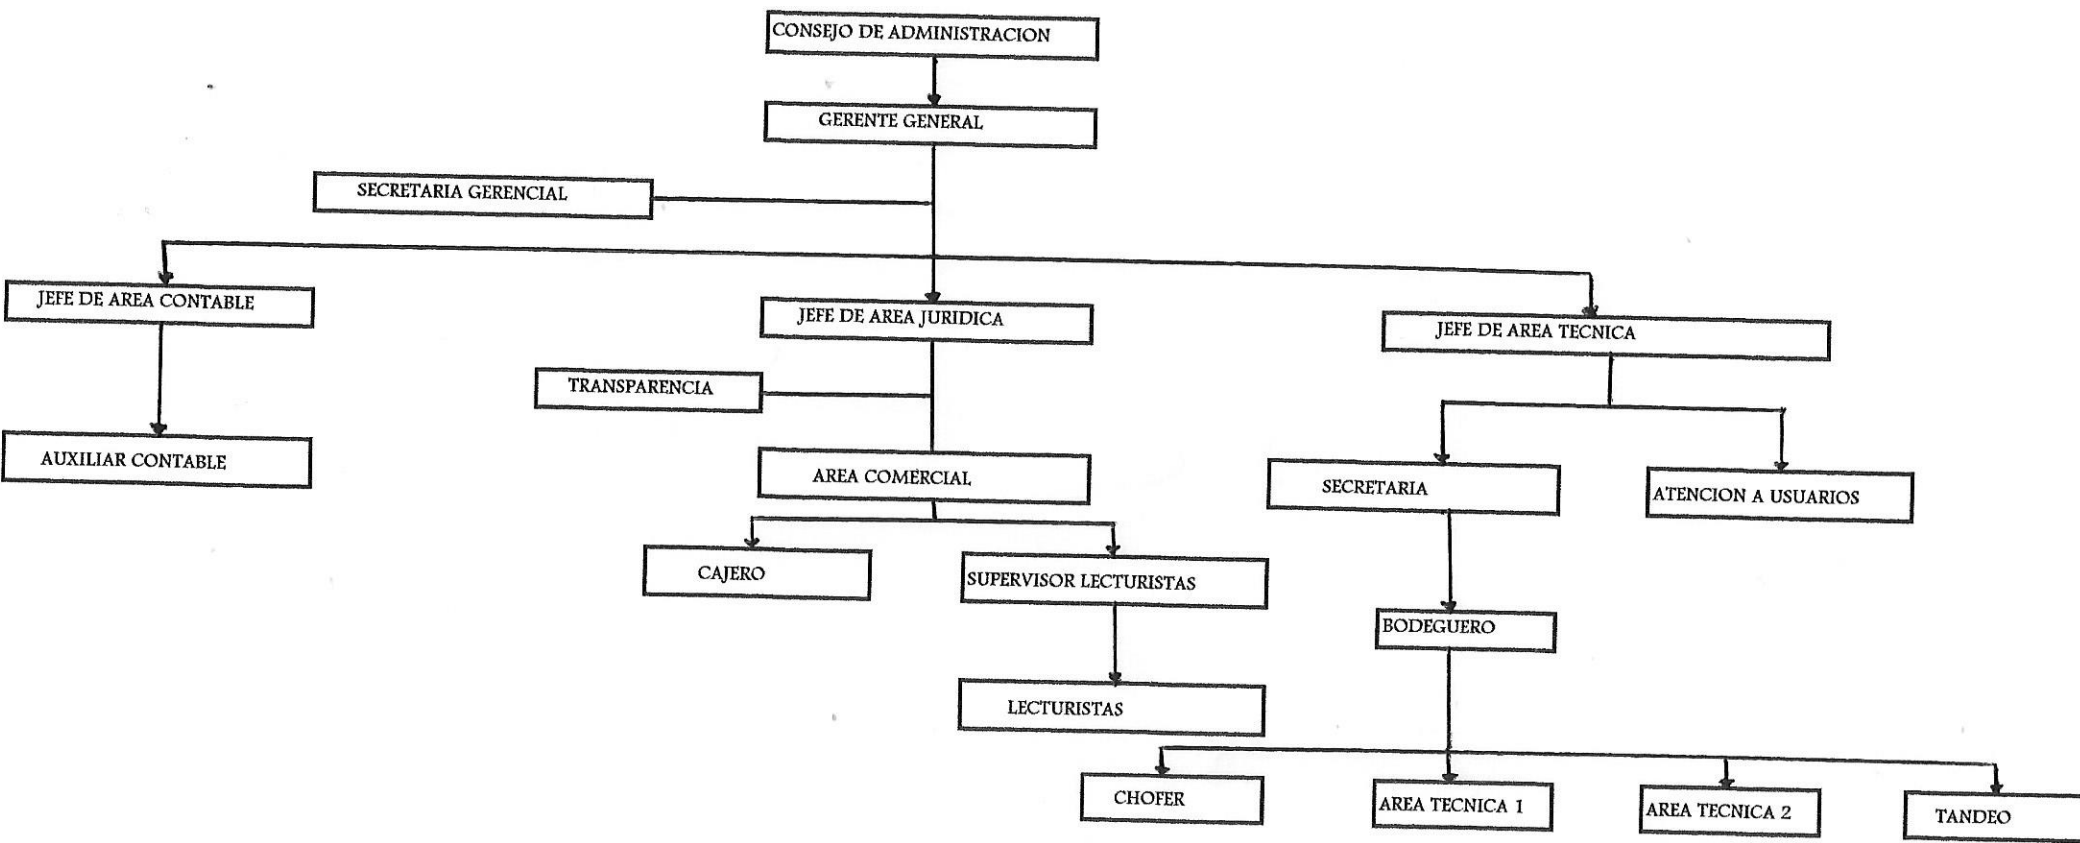 CONSEJO DE ADMINISTRACION
GERENTE GENERAL
SECRETARIA GERENCIAL
JEFE DE AREA CONTABLE
JEFE DE AREA JURIDICA
JEFE DE AREA TECNICA
TRANSPARENCIA
AUXILIAR CONTABLE
AREA COMERCIAL
SECRETARIA
ATENCION A USUARIOS
CAJERO
SUPERVISOR LECTURISTAS
BODEGUERO
LECTURISTAS
CHOFER
AREA TECNICA 1
AREA TECNICA 2
TANDEO